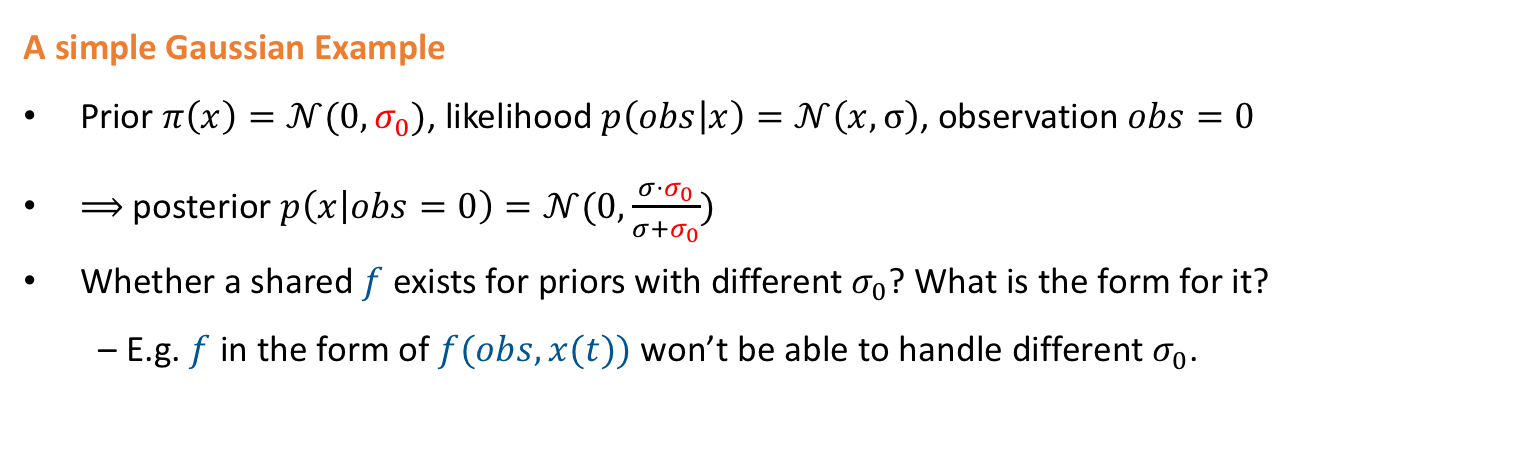 A simple Gaussian Example
• Prior π(x) = 𝒩(0, σ₀), likelihood p(obs|x) = 𝒩(x, σ), observation obs = 0
• ⟹ posterior p(x|obs = 0) = 𝒩(0, σ·σ₀/σ+σ₀)
• Whether a shared f exists for priors with different σ₀? What is the form for it?
– E.g. f in the form of f(obs, x(t)) won’t be able to handle different σ₀.